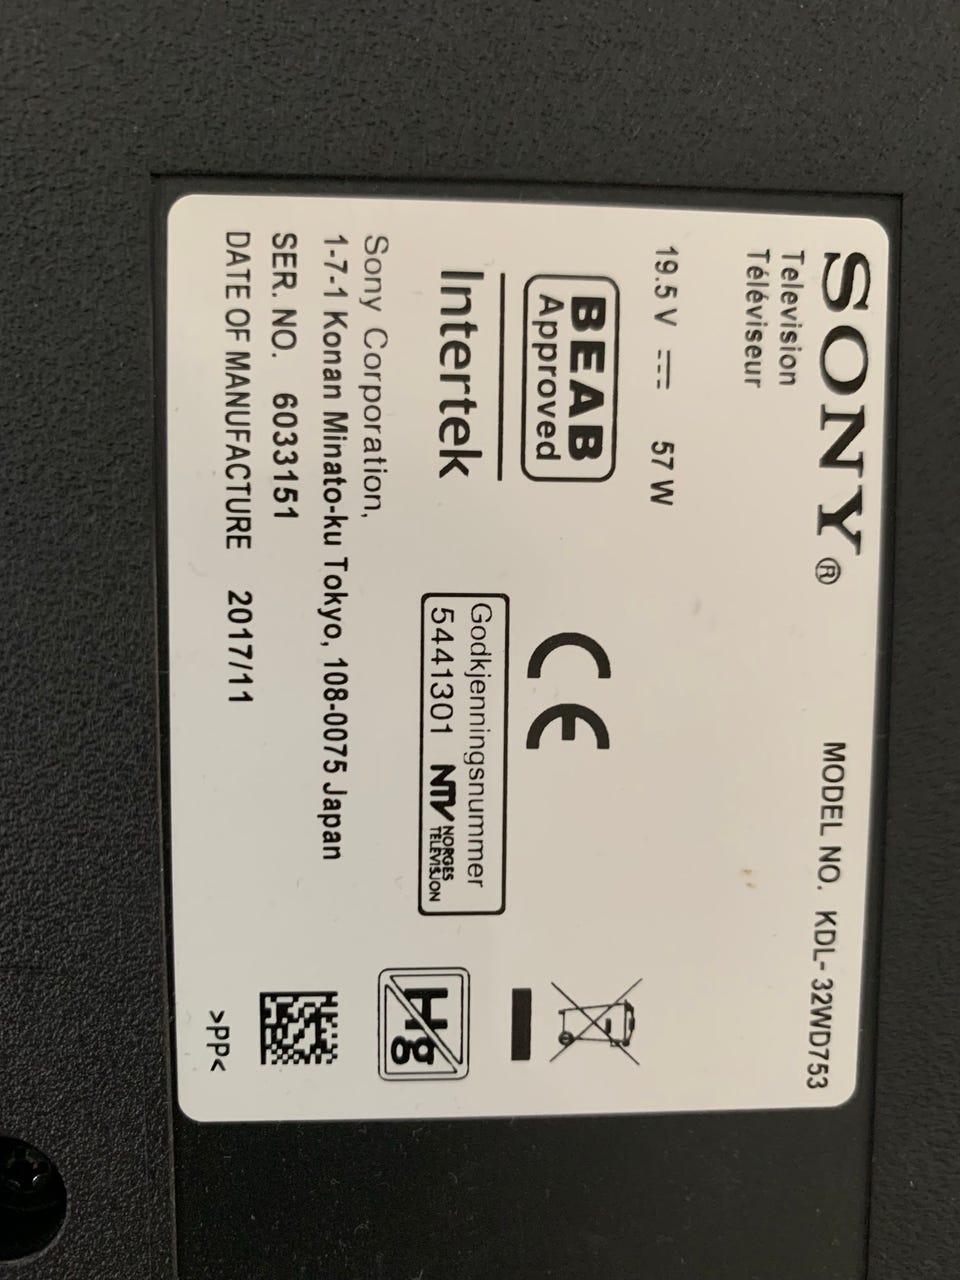 SONY®
MODEL NO. KDL-32WD753
Television
Téléviseur
19.5 V 57 W
BEAB
Approved
Intertek
CE
Godkjenningsnummer
5441301 NTV NORGES
TELEVISJON
Hg
Sony Corporation,
1-7-1 Konan Minato-ku Tokyo, 108-0075 Japan
SER. NO. 6033151
DATE OF MANUFACTURE 2017/11
>PP<